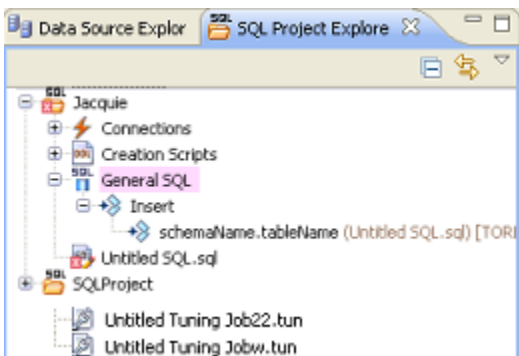 Data Source Explor SQL Project Explore
Jacquie
Connections
Creation Scripts
General SQL
Insert
schemaName.tableName (Untitled SQL.sql) [TORI
Untitled SQL.sql
SQLProject
Untitled Tuning Job22.tun
Untitled Tuning Jobw.tun